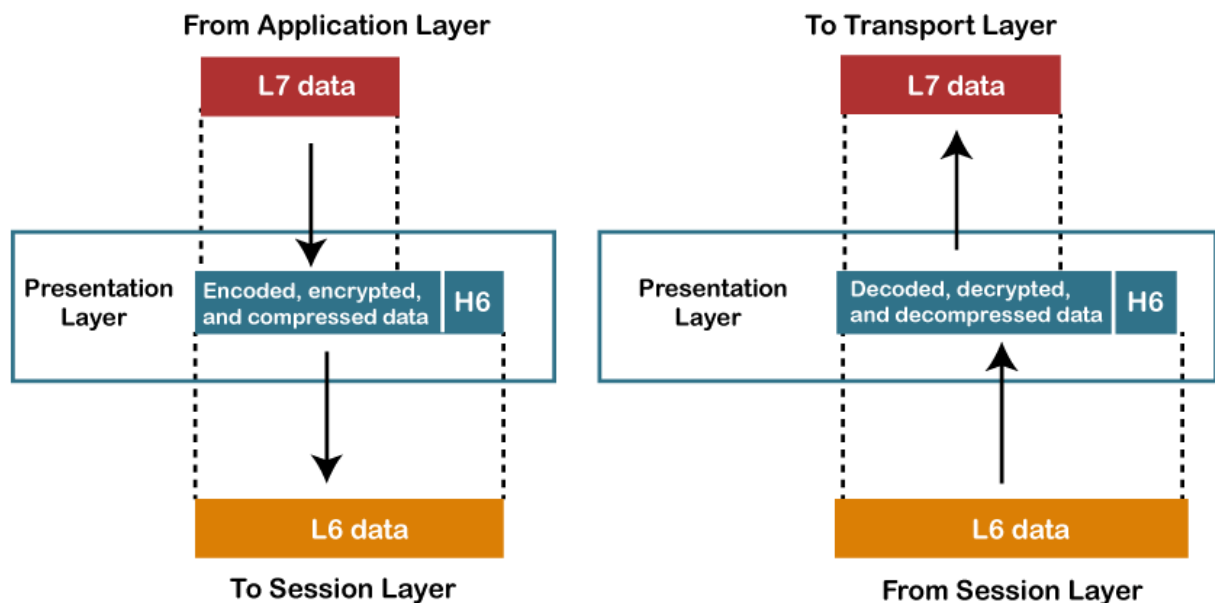 From Application Layer
L7 data
Presentation
Layer
Encoded, encrypted,
and compressed data
H6
L6 data
To Session Layer
To Transport Layer
L7 data
Presentation
Layer
Decoded, decrypted,
and decompressed data
H6
L6 data
From Session Layer